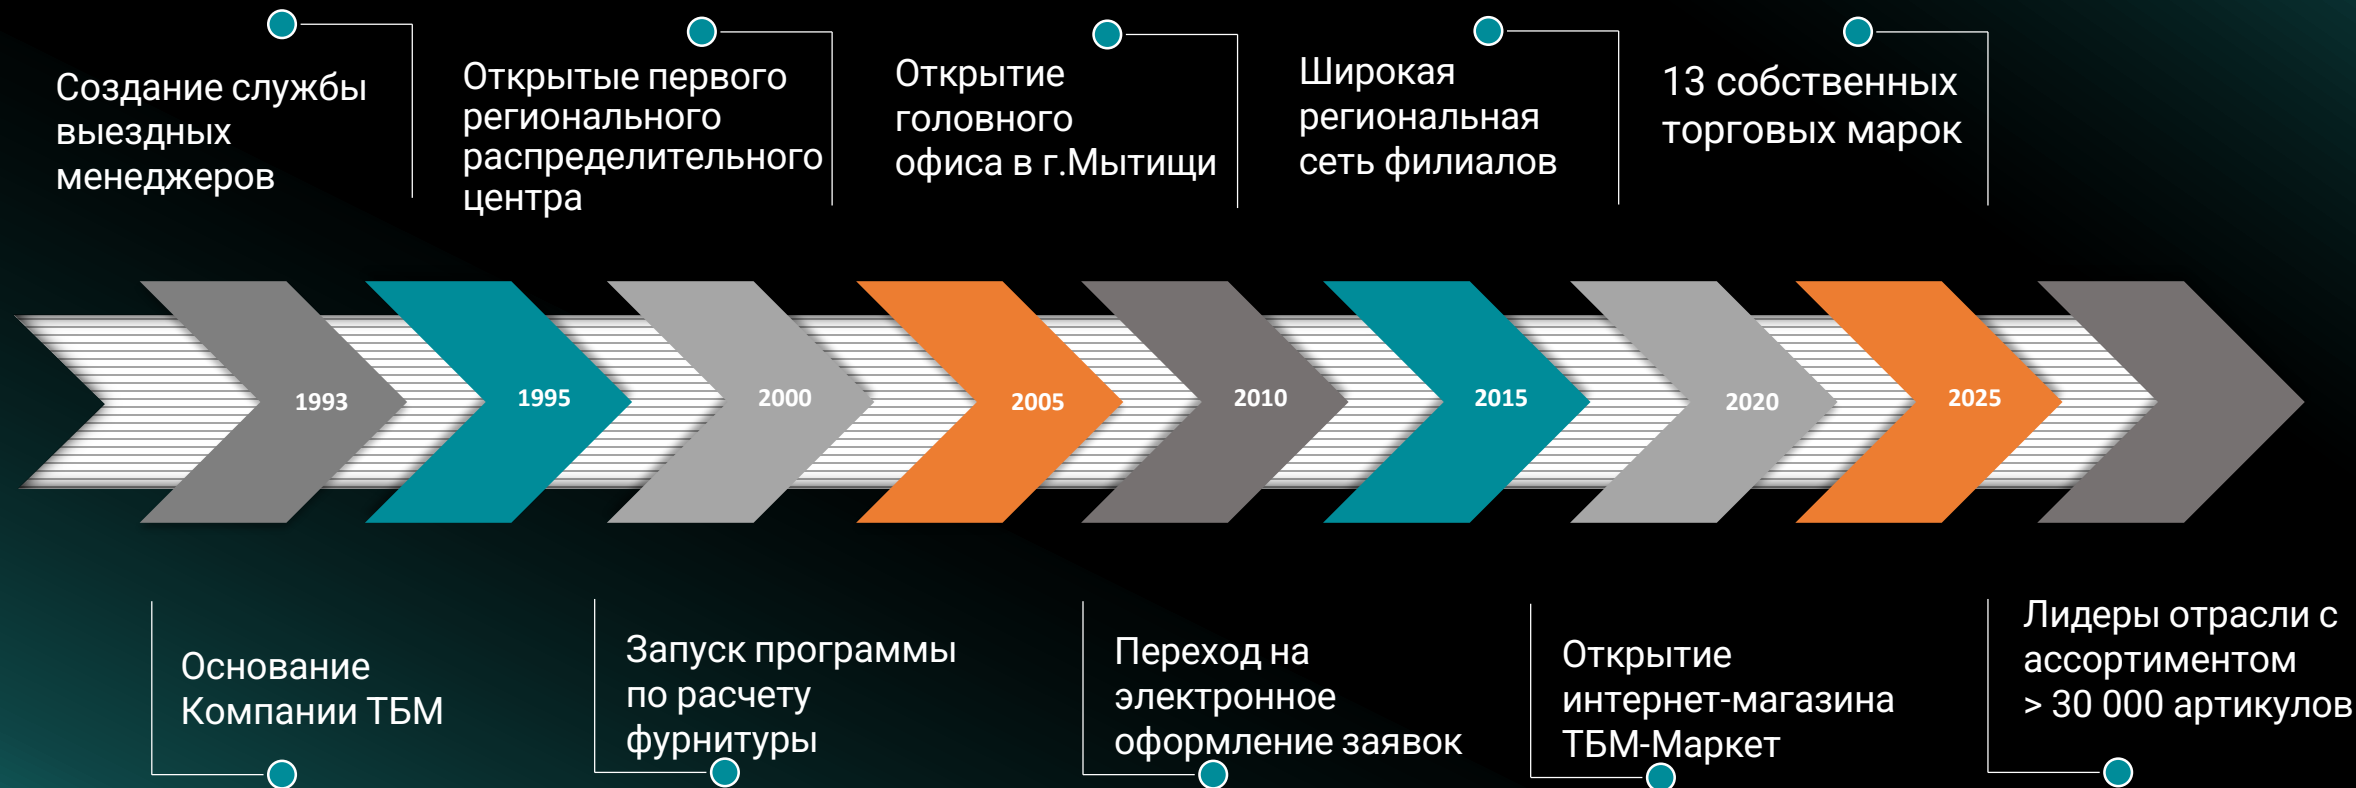 Создание службы
выездных
менеджеров
Открытые первого
регионального
распределительного
центра
Открытие
головного
офиса в г.Мытищи
Широкая
региональная
сеть филиалов
13 собственных
торговых марок
1993
1995
2000
2005
2010
2015
2020
2025
Основание
Компании ТБМ
Запуск программы
по расчету
фурнитуры
Переход на
электронное
оформление заявок
Открытие
интернет-магазина
ТБМ-Маркет
Лидеры отрасли с
ассортиментом
> 30 000 артикулов